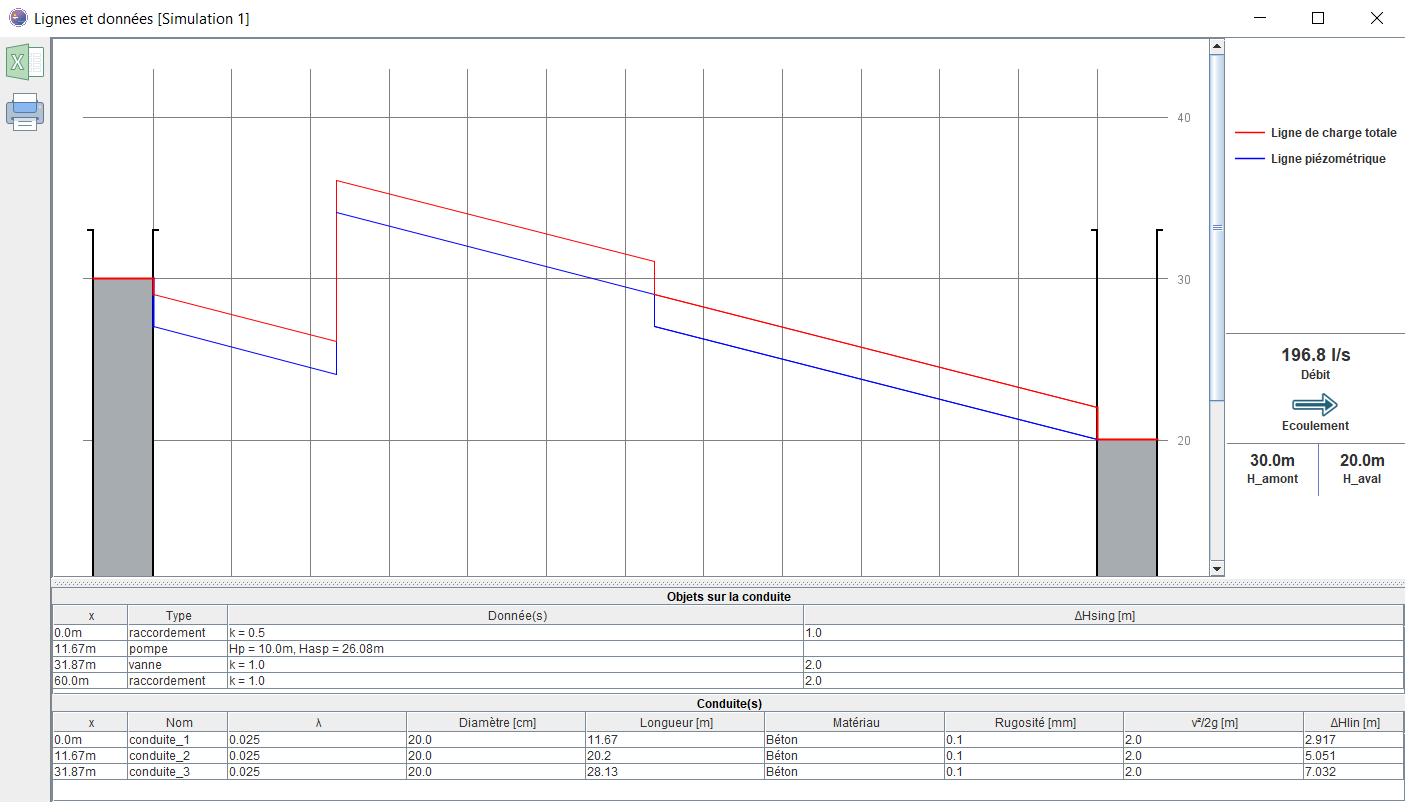 Lignes et données [Simulation 1]
X
40
30
20
Ligne de charge totale
Ligne piézométrique
196.8 l/s
Débit
Ecoulement
30.0m 20.0m
H_amont H_aval
Objets sur la conduite
x Type Donnée(s) ΔHsing [m]
0.0m raccordement k = 0.5 1.0
11.67m pompe Hp = 10.0m, Hasp = 26.08m
31.87m vanne k = 1.0 2.0
60.0m raccordement k = 1.0 2.0
Conduite(s)
x Nom λ Diamètre [cm] Longueur [m] Matériau Rugosité [mm] v²/2g [m] ΔHlin [m]
0.0m conduite_1 0.025 20.0 11.67 Béton 0.1 2.0 2.917
11.67m conduite_2 0.025 20.0 20.2 Béton 0.1 2.0 5.051
31.87m conduite_3 0.025 20.0 28.13 Béton 0.1 2.0 7.032